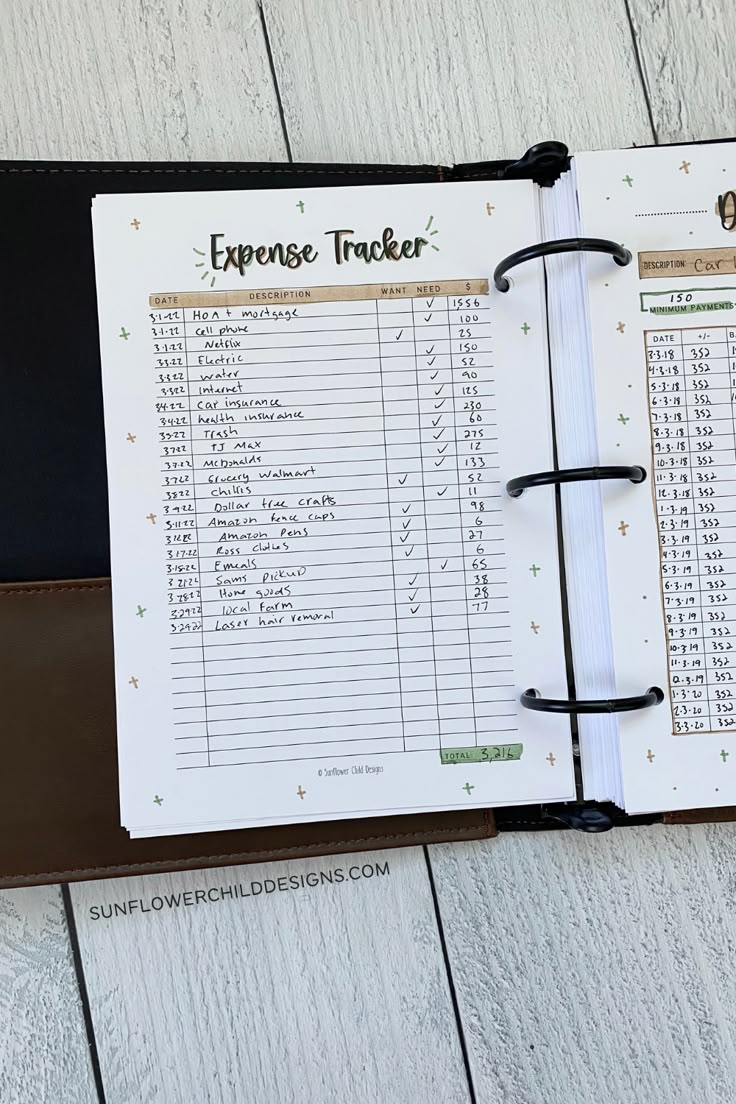 Expense Tracker
DATE DESCRIPTION WANT NEED $
3-1-22 HOA + mortgage ✓ 1556
3-1-22 cell phone ✓ 100
3-1-22 Netflix ✓ 25
3-3-22 Electric ✓ 150
3-3-22 water ✓ 52
3-3-22 Internet ✓ 90
3-4-22 Car insurance ✓ 125
3-4-22 health insurance ✓ 230
3-5-22 Trash ✓ 60
3-7-22 TJ Max ✓ 275
3-7-22 McDonalds ✓ 12
3-7-22 Grocery Walmart ✓ 133
3-8-22 Chilis ✓ 52
3-9-22 Dollar tree crafts ✓ 11
3-11-22 Amazon fence caps ✓ 98
Amazon Pens ✓ 6
3-17-22 Ross clothes ✓ 27
3-15-22 Emeals ✓ 6
3-21-22 Sams Pickup ✓ 65
3-28-22 Home goods ✓ 38
3-29-22 local farm ✓ 28
3-29-22 Laser hair removal ✓ 77
TOTAL: 3,216
© Sunflower Child Designs
D
DESCRIPTION Car
150
MINIMUM PAYMENTS
DATE +/-
3·3·18 352
4·3·18 352
5·3·18 352
6·3·18 352
7·3·18 352
8·3·18 352
9·3·18 352
10·3·18 352
11·3·18 352
12·3·18 352
1·3·19 352
2·3·19 352
3·3·19 352
4·3·19 352
5·3·19 352
6·3·19 352
7·3·19 352
8·3·19 352
9·3·19 352
10·3·19 352
11·3·19 352
12·3·19 352
1·3·20 352
2·3·20 352
3·3·20 352
SUNFLOWERCHILDDESIGNS.COM